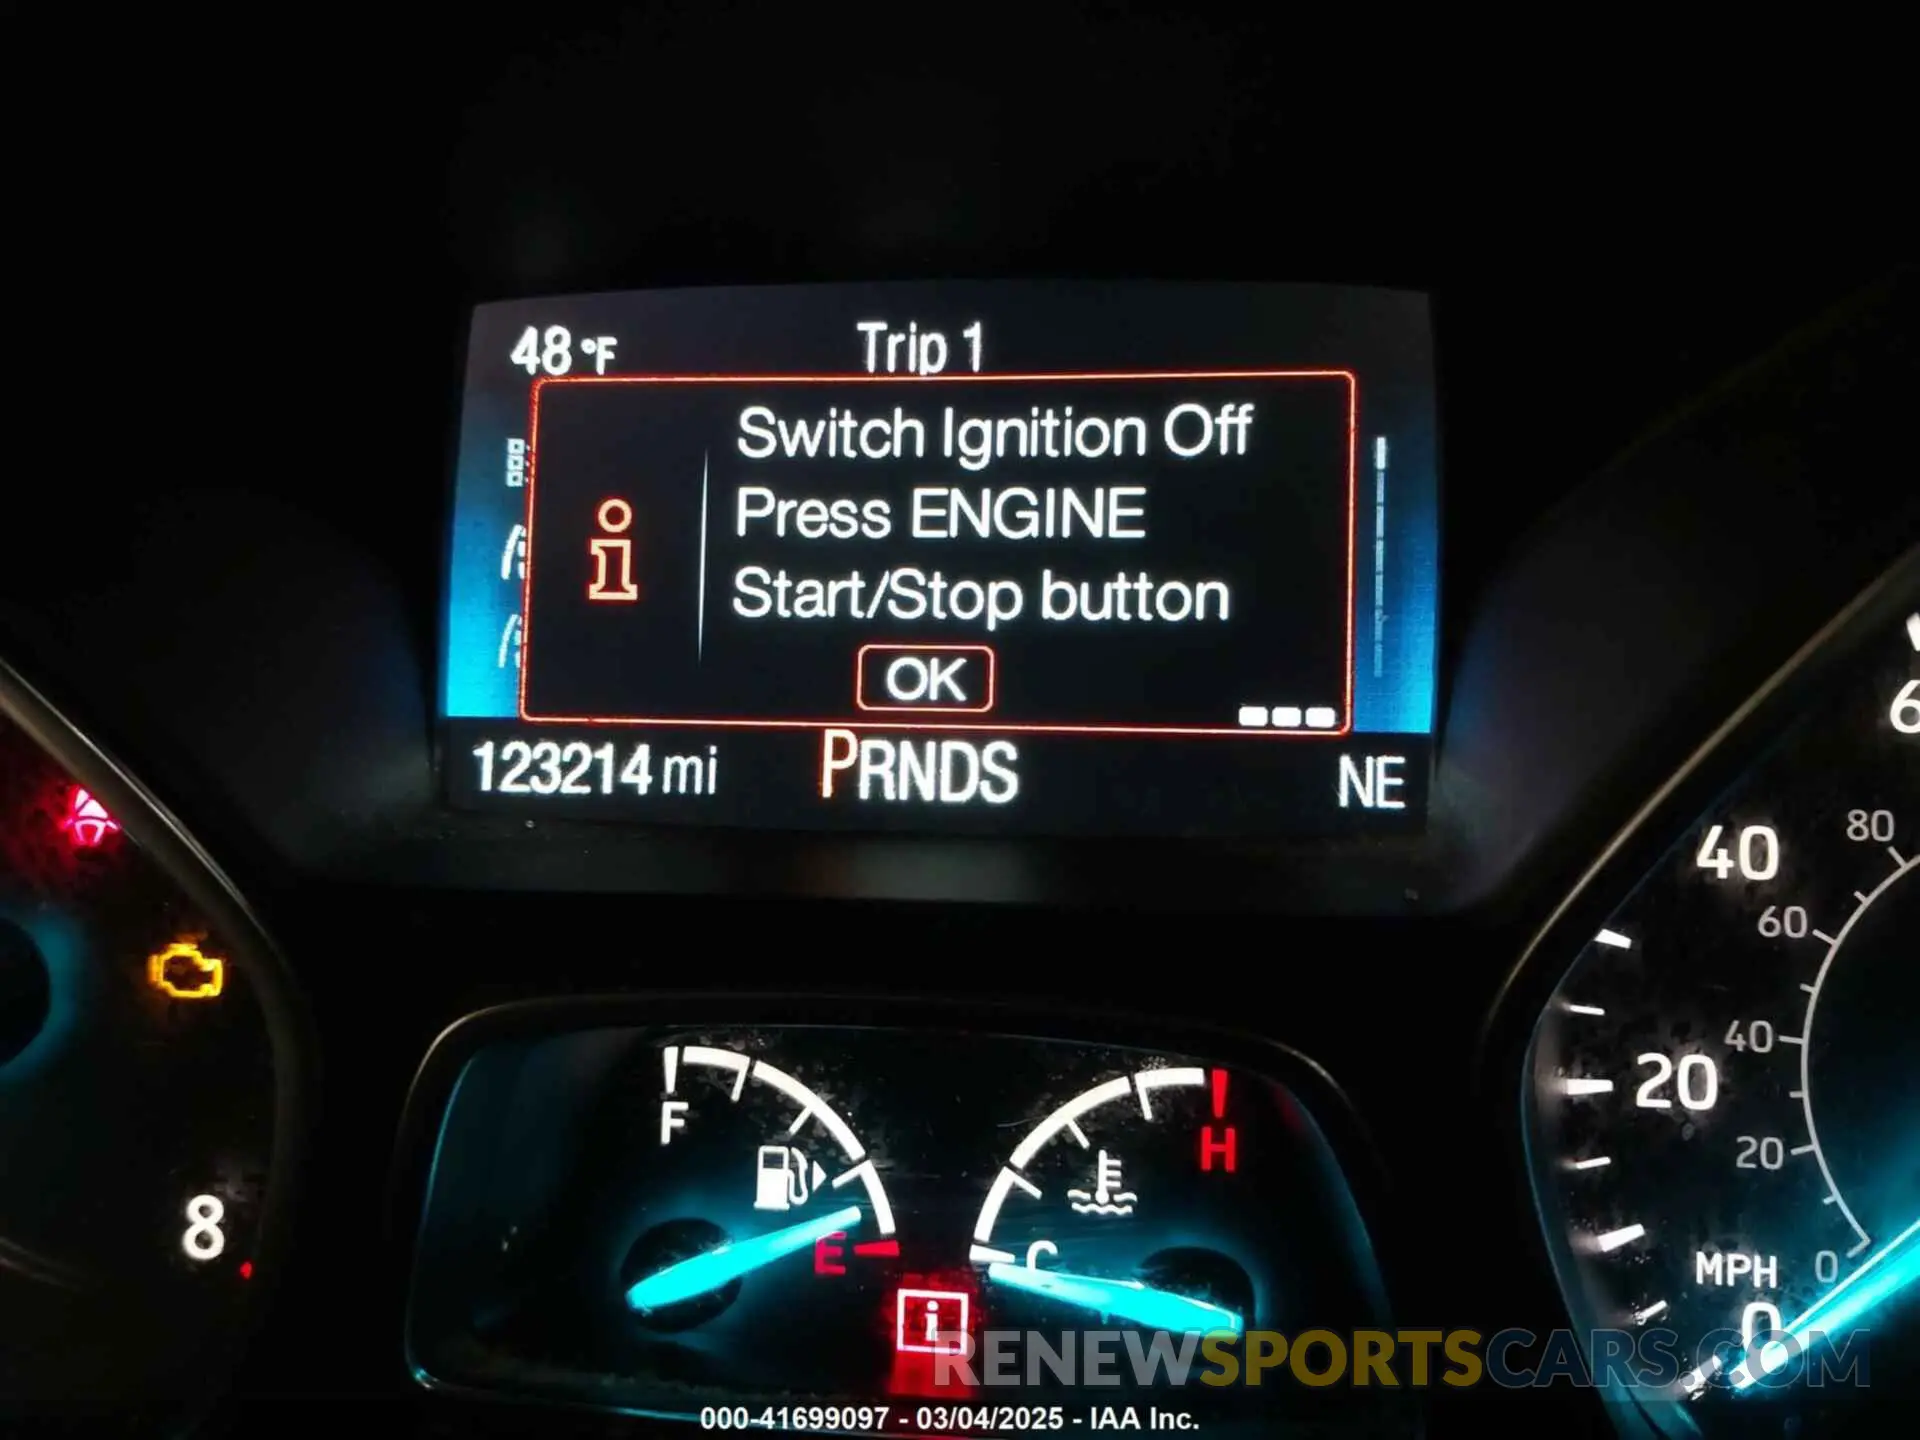 48 °F
Trip 1
Switch Ignition Off
Press ENGINE
Start/Stop button
OK
123214 mi
PRNDS
NE
8
F
E
C
H
40
20
MPH
0
80
60
40
20
0
RENEWSPORTSCARS.COM
000-41699097 - 03/04/2025 - IAA Inc.